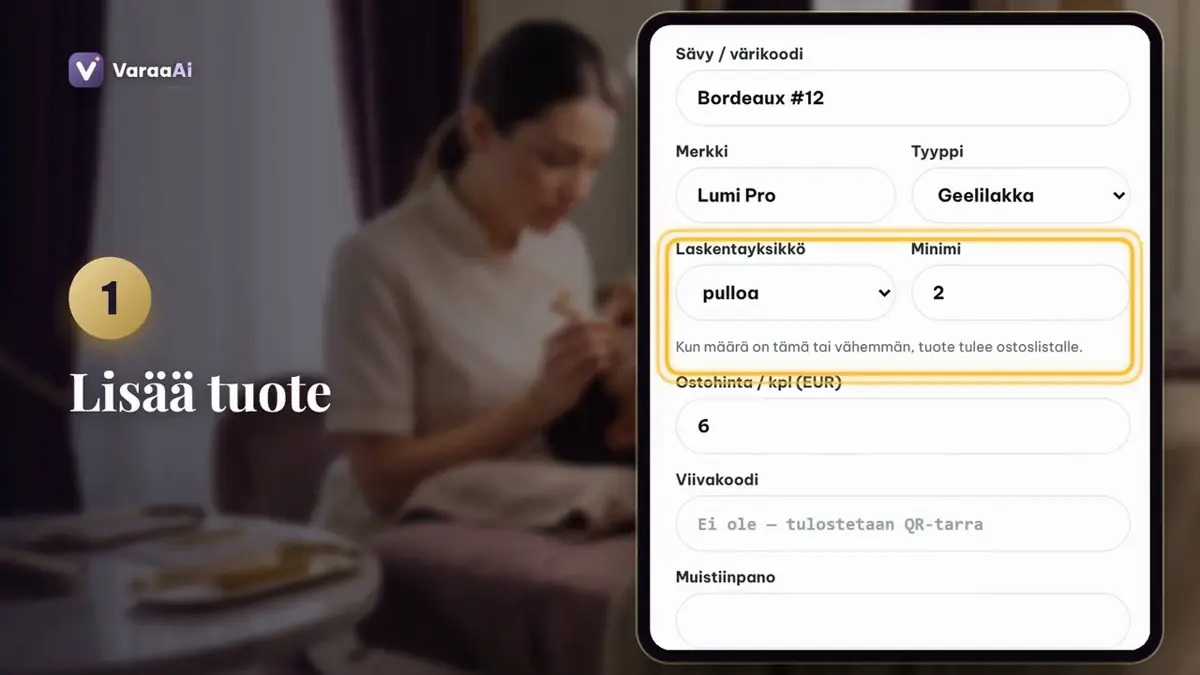 VaraaAi
1
Lisää tuote
Sävy / värikoodi
Bordeaux #12
Merkki
Tyyppi
Lumi Pro
Geelilakka
Laskentayksikkö
Minimi
pulloa
2
Kun määrä on tämä tai vähemmän, tuote tulee ostoslistalle.
Ostohinta / kpl (EUR)
6
Viivakoodi
Ei ole – tulostetaan QR-tarra
Muistiinpano